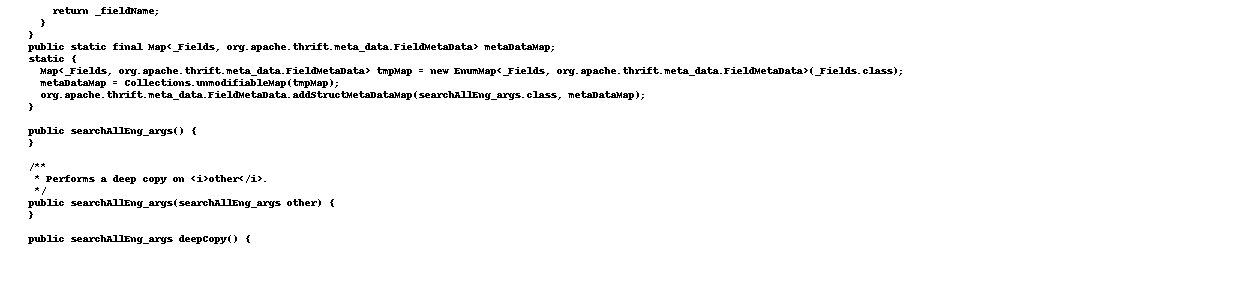 return _fieldName;
}
}
public static final Map<_Fields, org.apache.thrift.meta_data.FieldMetaData> metaDataMap;
static {
Map<_Fields, org.apache.thrift.meta_data.FieldMetaData> tmpMap = new EnumMap<_Fields, org.apache.thrift.meta_data.FieldMetaData>(_Fields.class);
metaDataMap = Collections.unmodifiableMap(tmpMap);
org.apache.thrift.meta_data.FieldMetaData.addStructMetaDataMap(searchAllEng_args.class, metaDataMap);
}
public searchAllEng_args() {
}
/**
* Performs a deep copy on <i>other</i>.
*/
public searchAllEng_args(searchAllEng_args other) {
}
public searchAllEng_args deepCopy() {